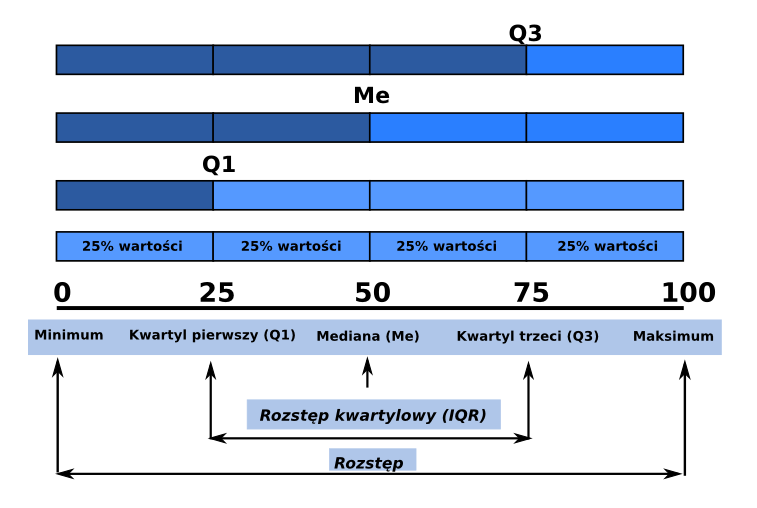 Q3
Me
Q1
25% wartości 25% wartości 25% wartości 25% wartości
0 25 50 75 100
Minimum Kwartyl pierwszy (Q1) Mediana (Me) Kwartyl trzeci (Q3) Maksimum
Rozstęp kwartylowy (IQR)
Rozstęp